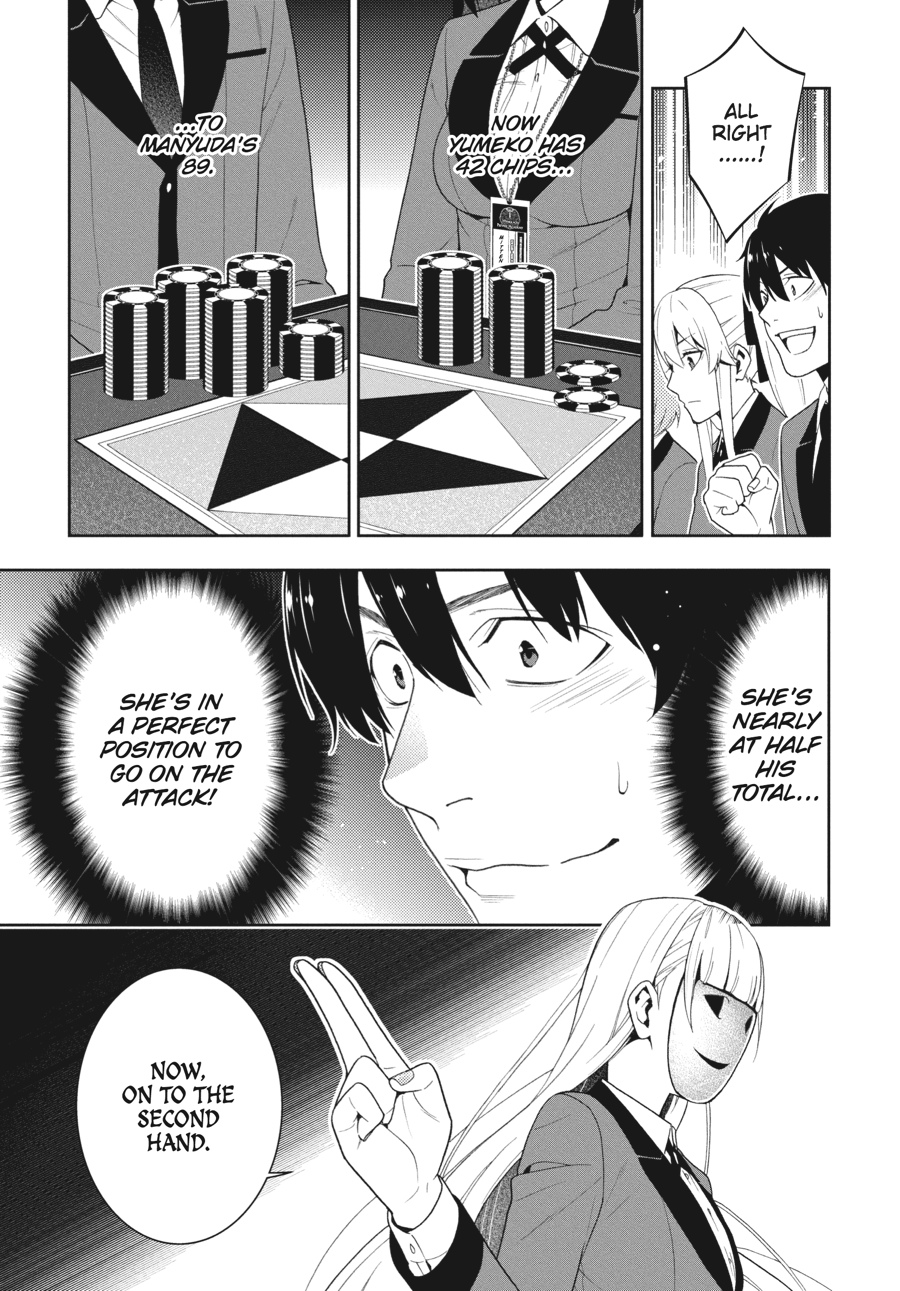 ALL
RIGHT
......!
NOW
YUMEKO HAS
42 CHIPS...
...TO
MANYUDA'S
89.
SHE'S
NEARLY
AT HALF
HIS
TOTAL...
SHE'S IN
A PERFECT
POSITION TO
GO ON THE
ATTACK!
NOW,
ON TO THE
SECOND
HAND.